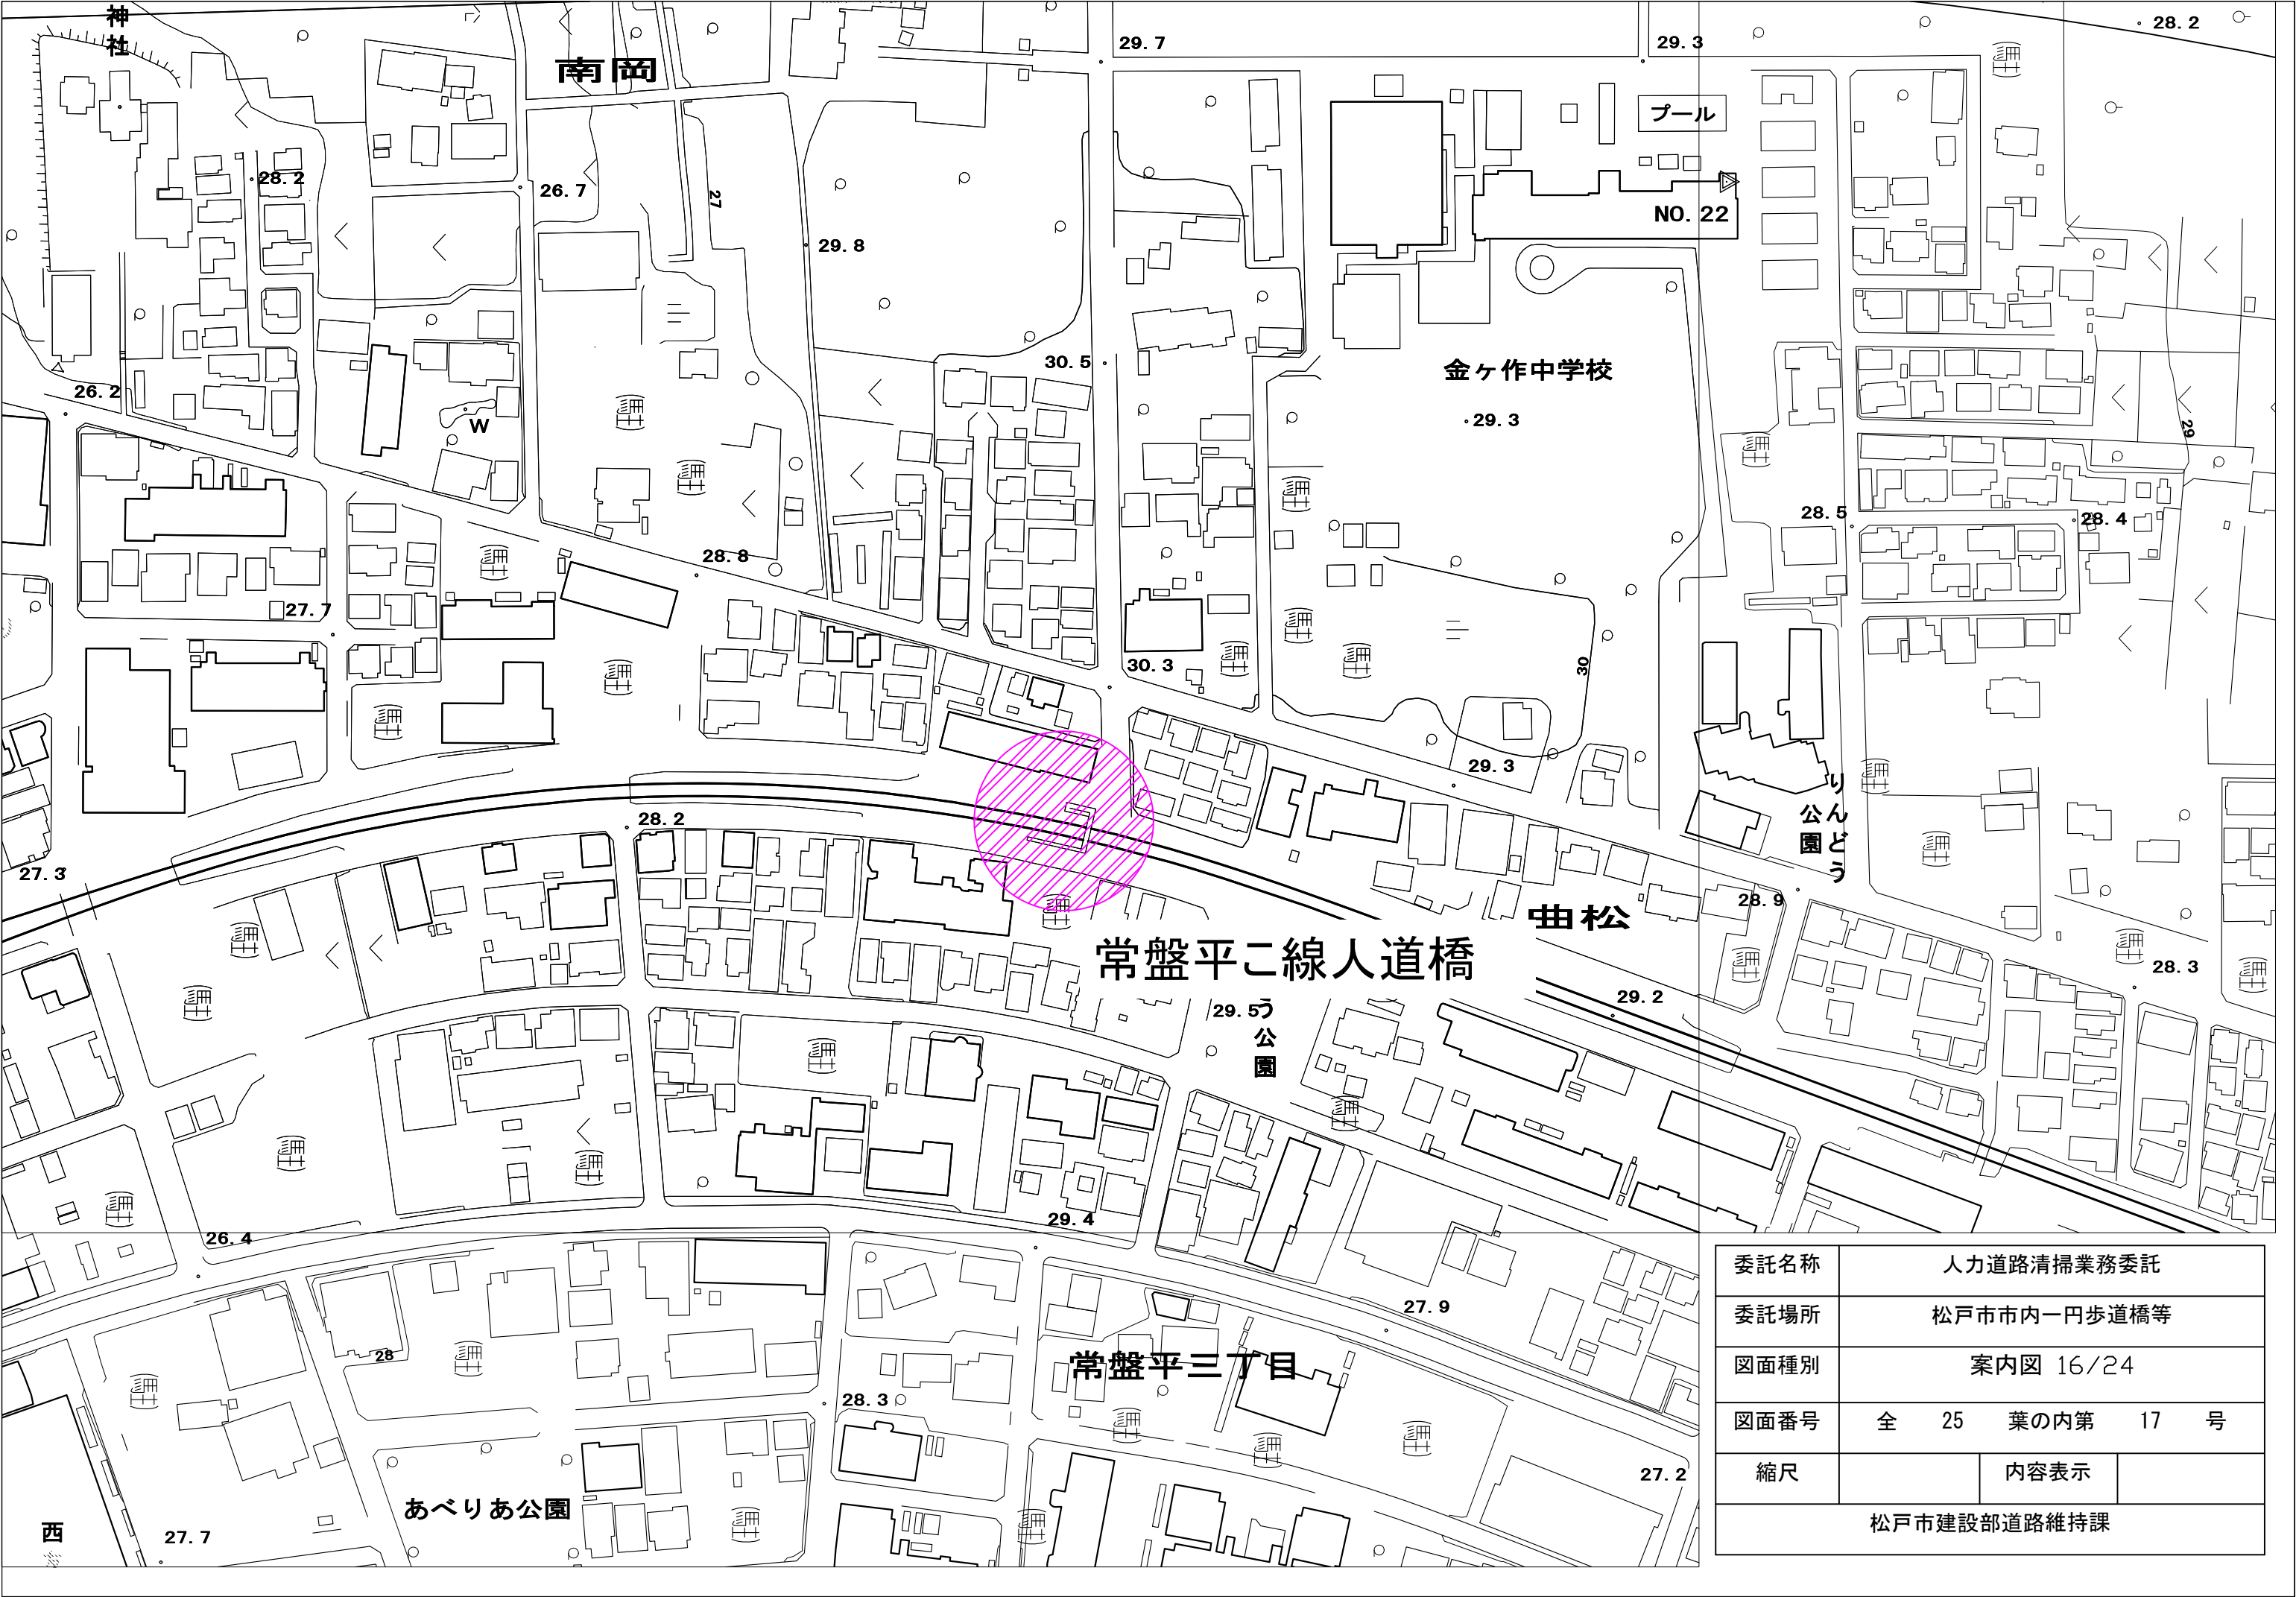 神社
南岡
29.7
29.3
28.2
プール
NO.22
28.2
26.7
27
29.8
30.5
金ヶ作中学校
29.3
26.2
W
29
28.5
28.4
28.8
27.7
30.3
30
29.3
りんどう
公園
28.2
27.3
28.9
曲松
常盤平こ線人道橋
28.3
29.2
29.5
う公園
29.4
26.4
27.9
28
常盤平三丁目
28.3
27.2
あべりあ公園
西
27.7
委託名称 人力道路清掃業務委託
委託場所 松戸市市内一円歩道橋等
図面種別 案内図 16/24
図面番号 全 25 葉の内第 17 号
縮尺 内容表示
松戸市建設部道路維持課